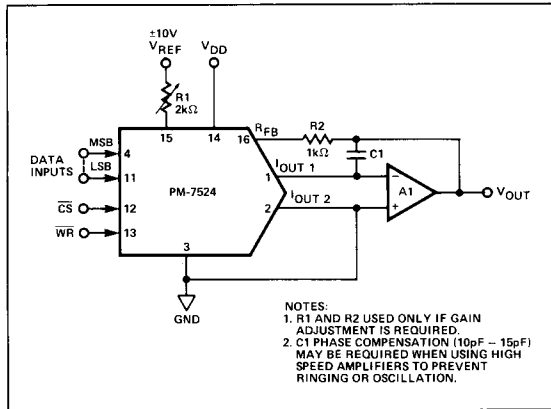 ±10V
VREF
VDD
R1
2kΩ
15
14
16
RFB
R2
1kΩ
C1
DATA
INPUTS
MSB
4
LSB
11
CS
12
WR
13
PM-7524
1
IOUT 1
2
IOUT 2
3
A1
−
+
VOUT
GND
NOTES:
1. R1 AND R2 USED ONLY IF GAIN
ADJUSTMENT IS REQUIRED.
2. C1 PHASE COMPENSATION (10pF – 15pF)
MAY BE REQUIRED WHEN USING HIGH
SPEED AMPLIFIERS TO PREVENT
RINGING OR OSCILLATION.